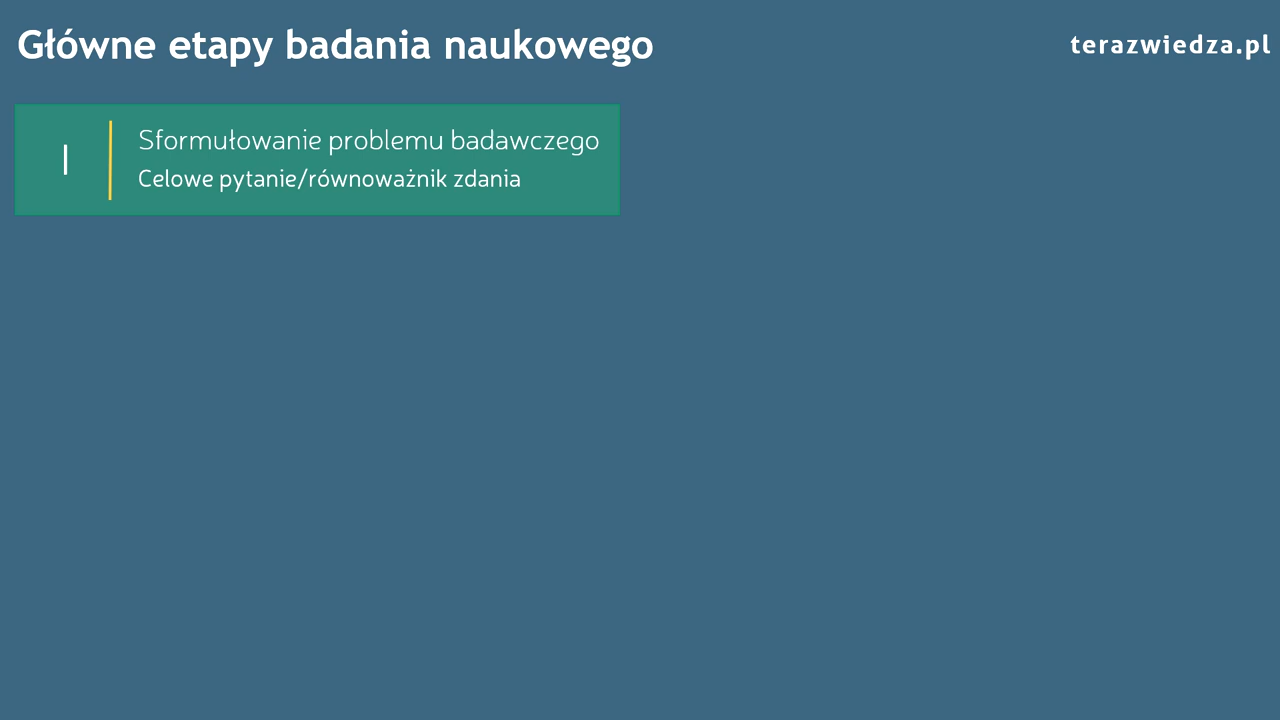 Główne etapy badania naukowego
terazwiedza.pl
I
Sformułowanie problemu badawczego
Celowe pytanie/równoważnik zdania